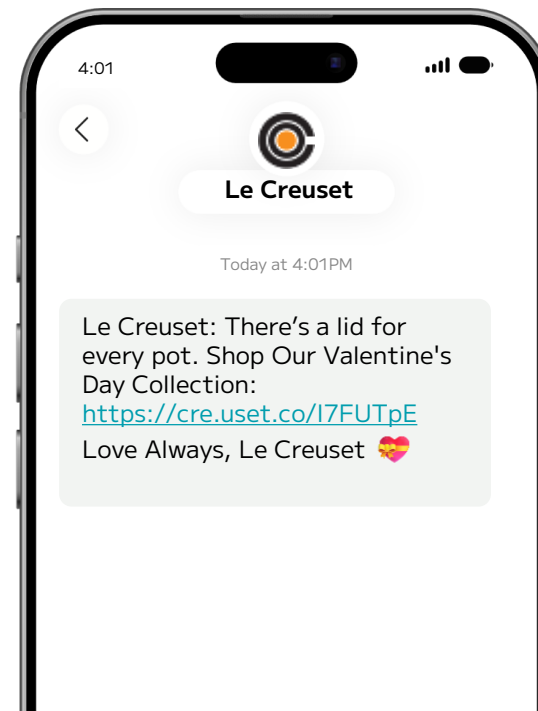 4:01
Le Creuset
Today at 4:01PM
Le Creuset: There’s a lid for
every pot. Shop Our Valentine's
Day Collection:
https://cre.uset.co/I7FUTpE
Love Always, Le Creuset 💝